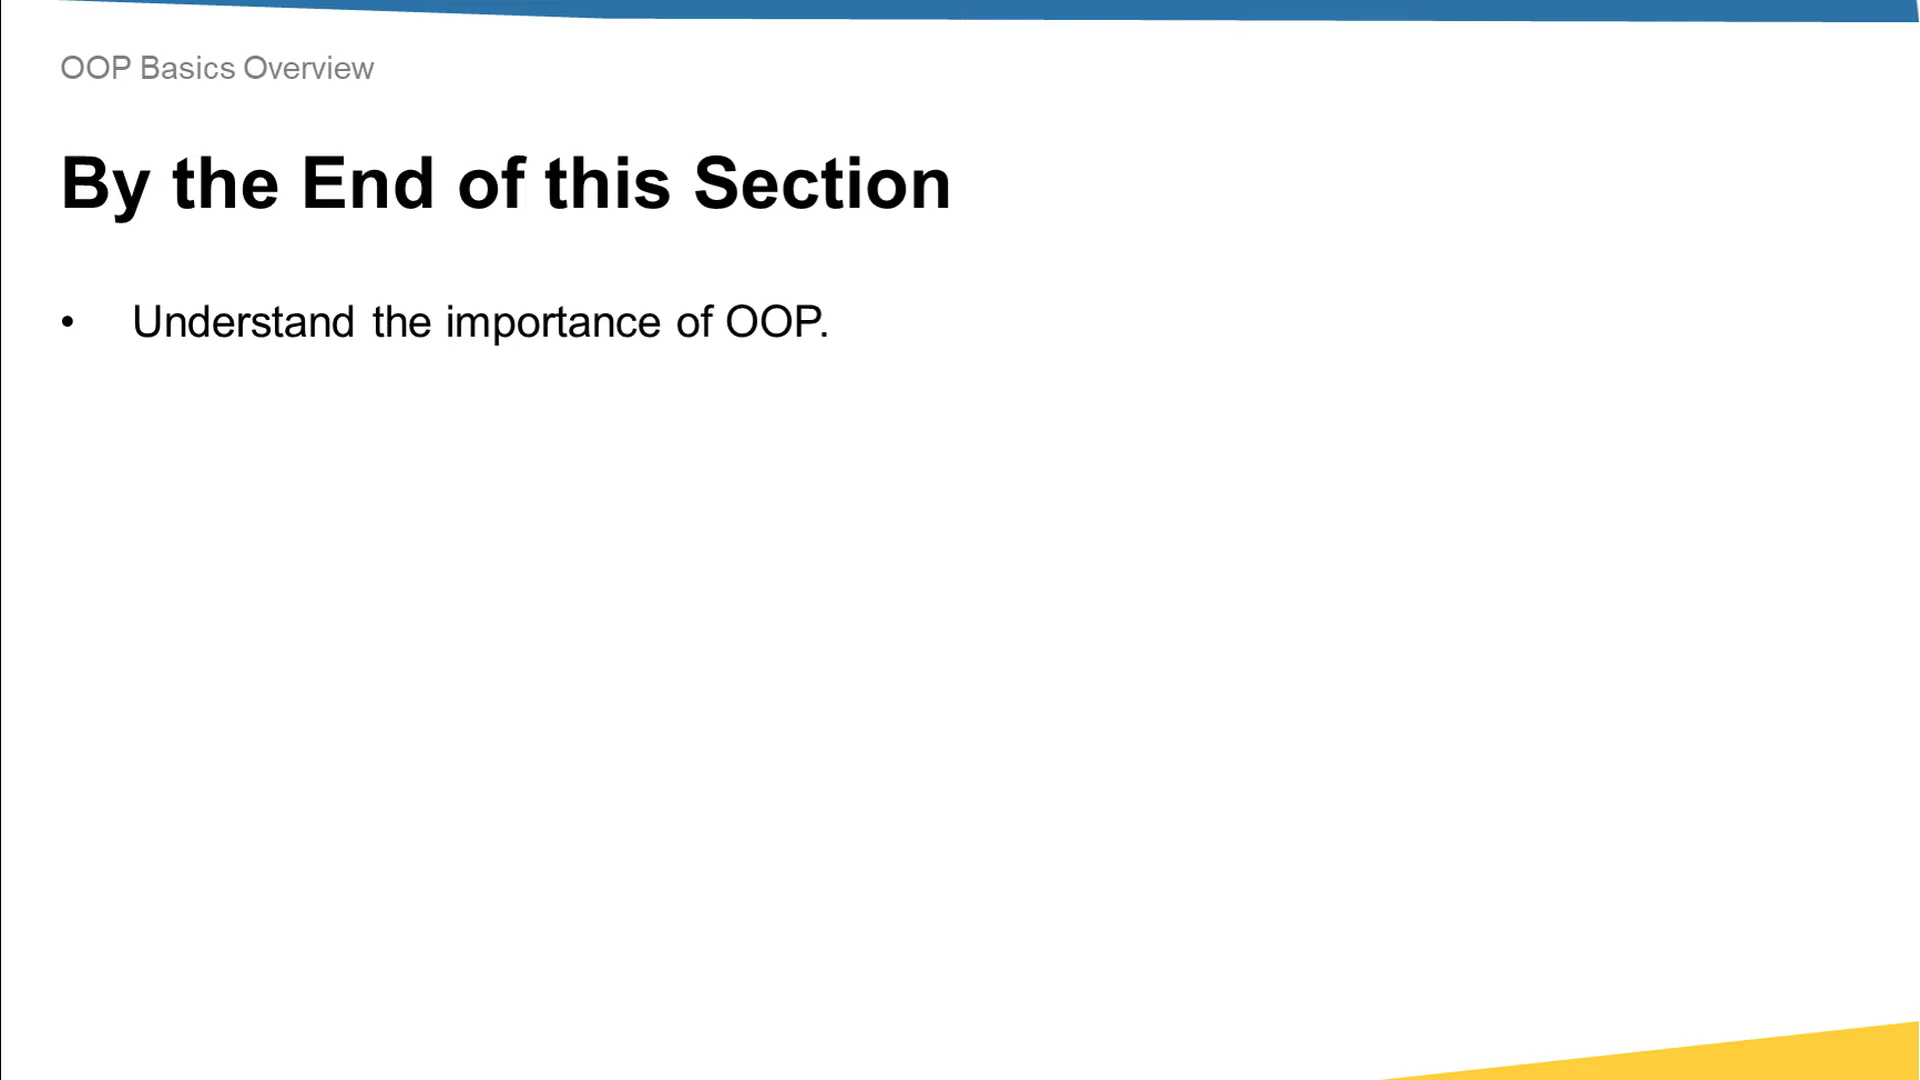 OOP Basics Overview
By the End of this Section
• Understand the importance of OOP.